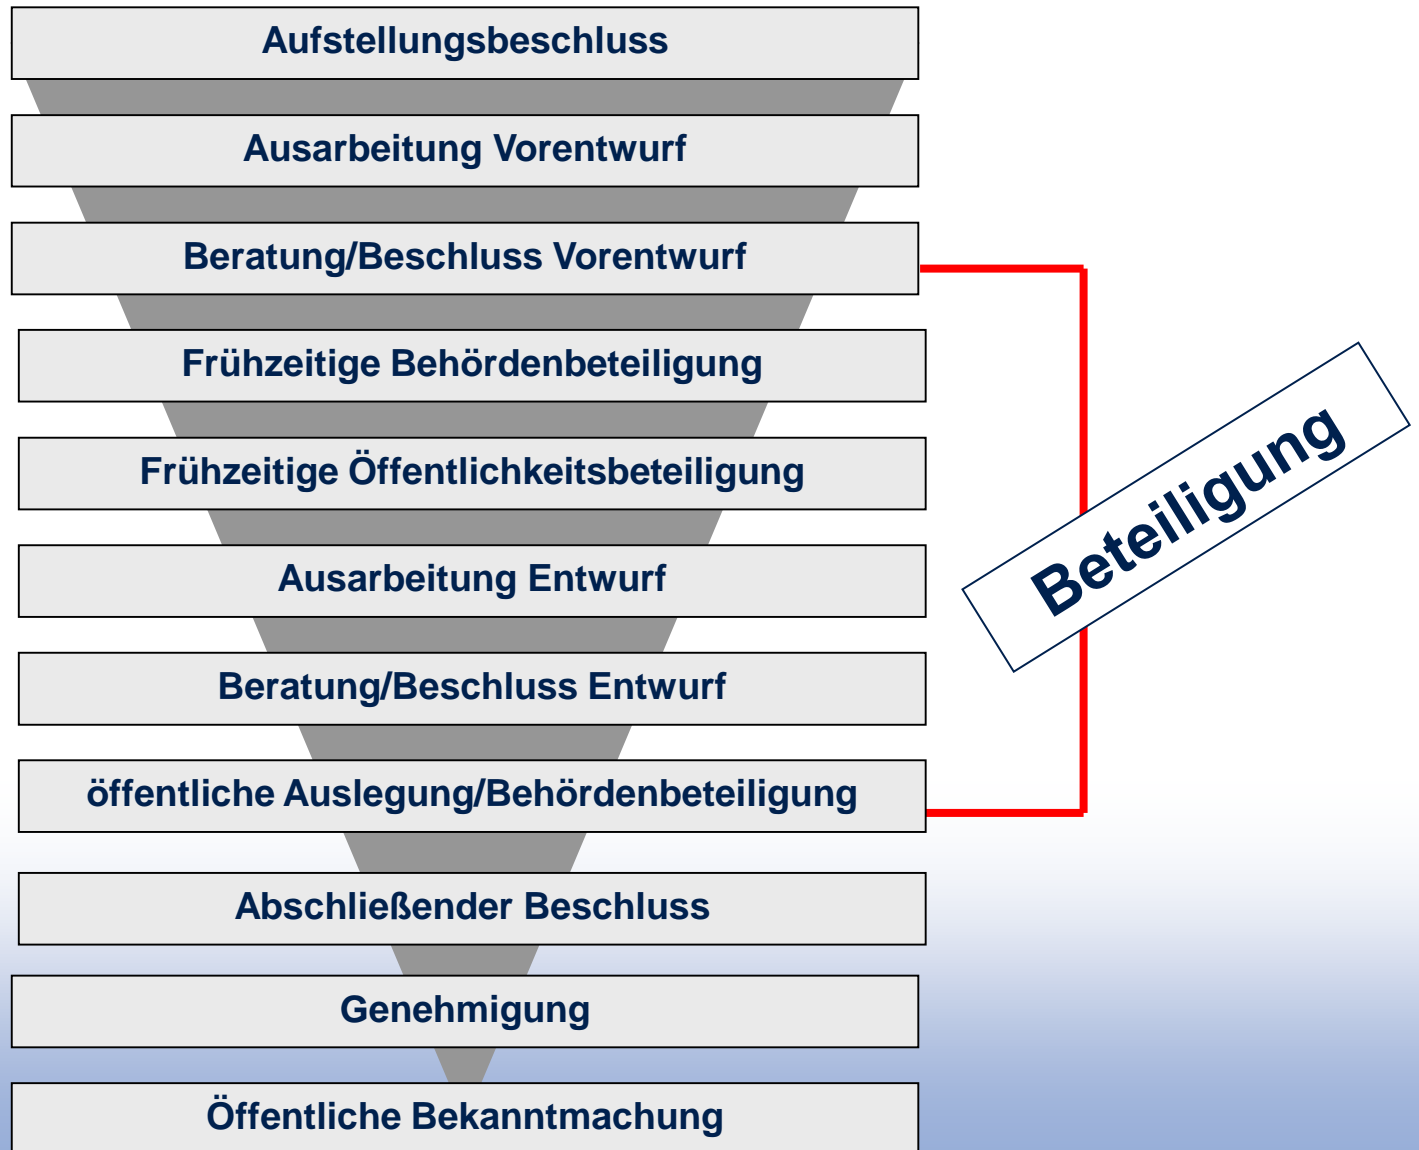 Aufstellungsbeschluss
Ausarbeitung Vorentwurf
Beratung/Beschluss Vorentwurf
Frühzeitige Behördenbeteiligung
Frühzeitige Öffentlichkeitsbeteiligung
Ausarbeitung Entwurf
Beratung/Beschluss Entwurf
öffentliche Auslegung/Behördenbeteiligung
Abschließender Beschluss
Genehmigung
Öffentliche Bekanntmachung
Beteiligung